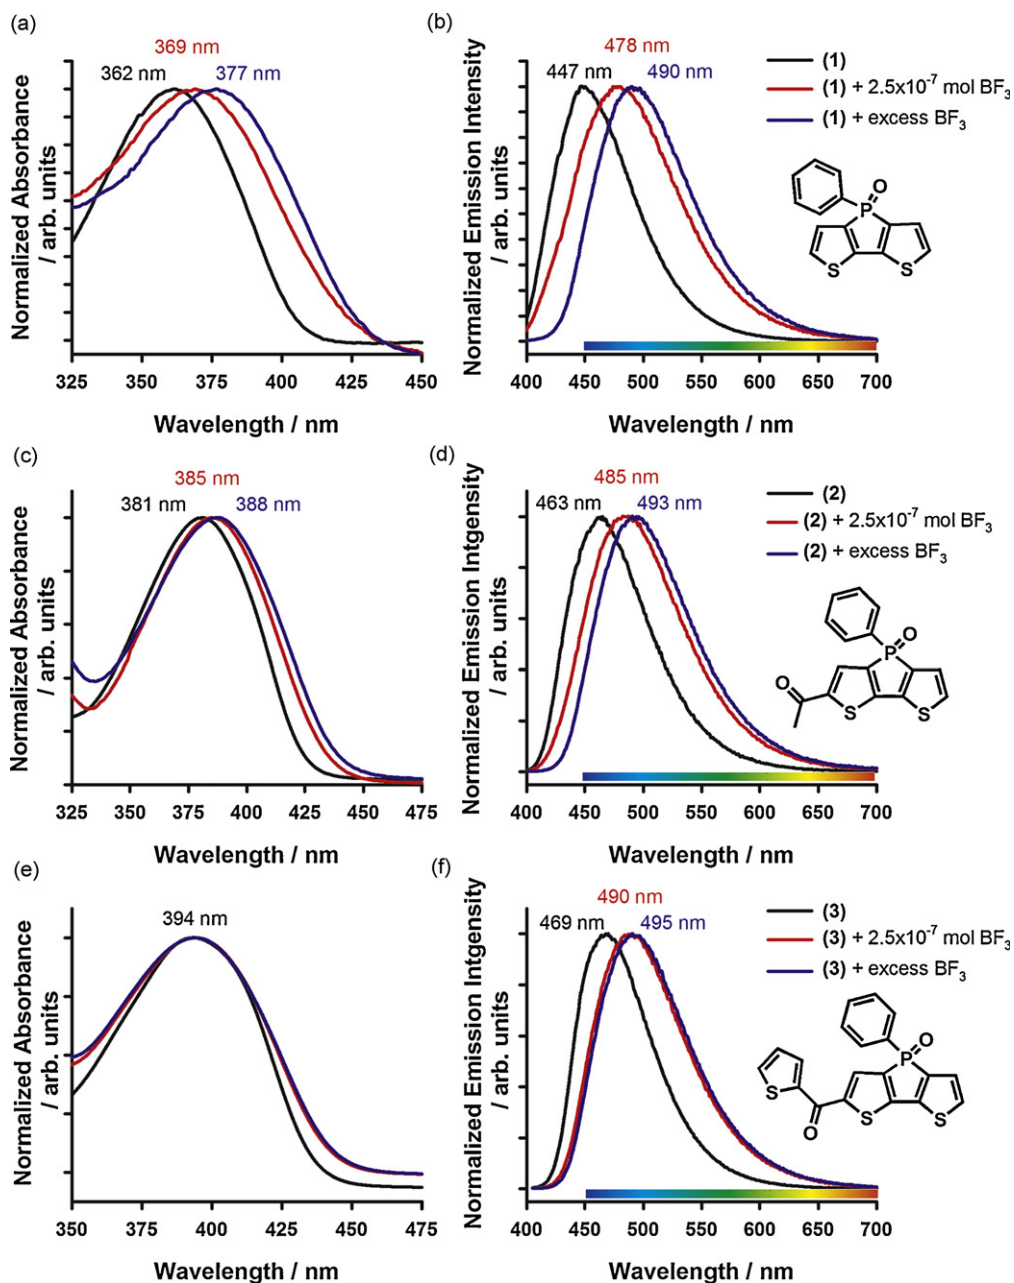 (a)
369 nm
362 nm
377 nm
Normalized Absorbance
/ arb. units
325 350 375 400 425 450
Wavelength / nm
(b)
478 nm
447 nm
490 nm
Normalized Emission Intensity
/ arb. units
400 450 500 550 600 650 700
Wavelength / nm
(1)
(1) + 2.5x10⁻⁷ mol BF₃
(1) + excess BF₃
O
P
S S
(c)
385 nm
381 nm
388 nm
Normalized Absorbance
/ arb. units
325 350 375 400 425 450 475
Wavelength / nm
(d)
485 nm
463 nm
493 nm
Normalized Emission Intgensity
/ arb. units
400 450 500 550 600 650 700
Wavelength / nm
(2)
(2) + 2.5x10⁻⁷ mol BF₃
(2) + excess BF₃
O
P
O
S S
(e)
394 nm
Normalized Absorbance
/ arb. units
350 375 400 425 450 475
Wavelength / nm
(f)
490 nm
469 nm
495 nm
Normalized Emission Intgensity
/ arb. units
400 450 500 550 600 650 700
Wavelength / nm
(3)
(3) + 2.5x10⁻⁷ mol BF₃
(3) + excess BF₃
O
P
S
S S
O